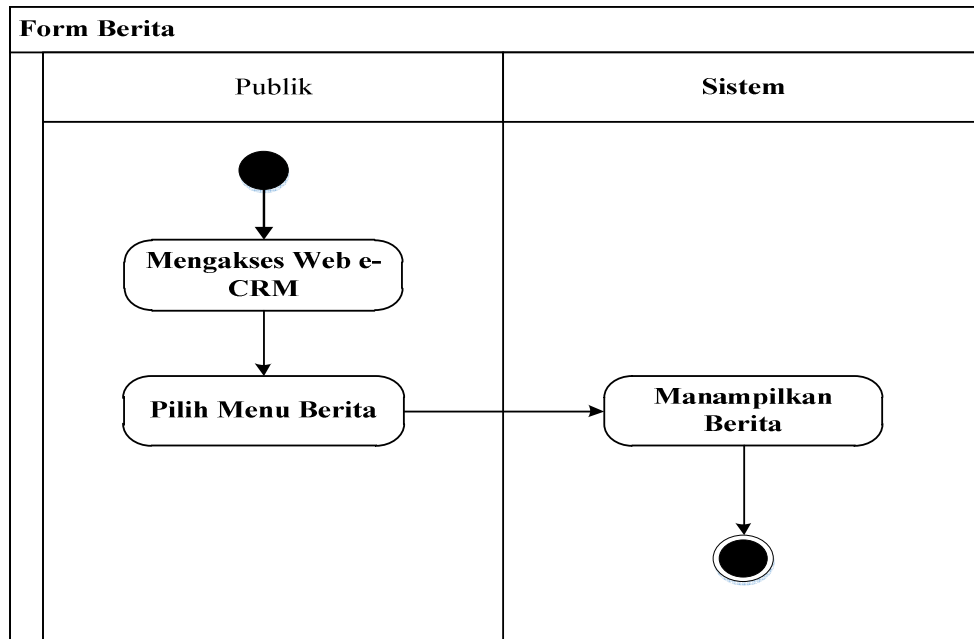 Form Berita
Publik
Sistem
Mengakses Web e-
CRM
Pilih Menu Berita
Manampilkan
Berita